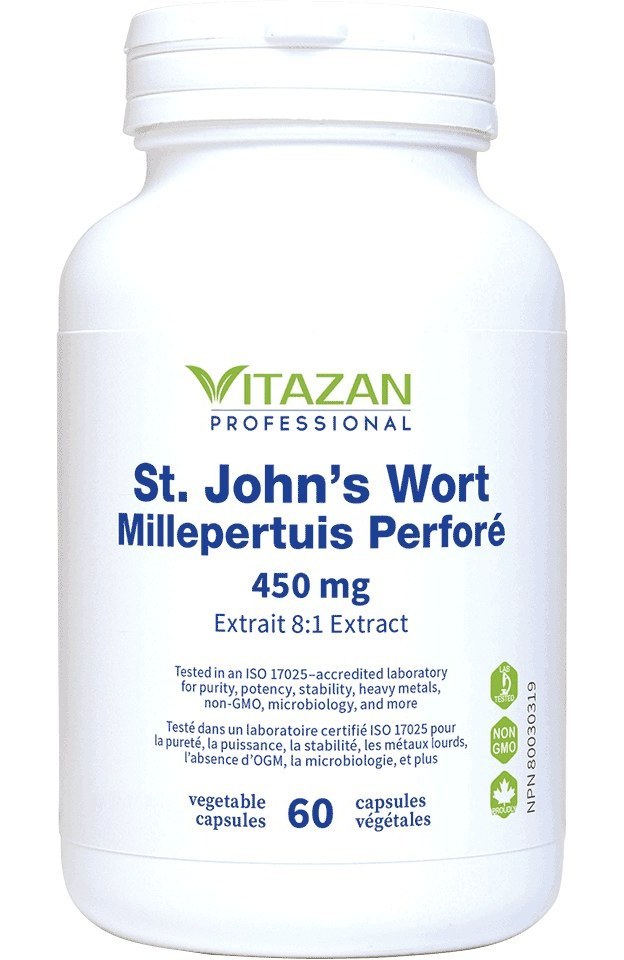 VITAZAN
PROFESSIONAL
St. John's Wort
Millepertuis Perforé
450 mg
Extrait 8:1 Extract
Tested in an ISO 17025–accredited laboratory
for purity, potency, stability, heavy metals,
non-GMO, microbiology, and more
Testé dans un laboratoire certifié ISO 17025 pour
la pureté, la puissance, la stabilité, les métaux lourds,
l'absence d'OGM, la microbiologie, et plus
vegetable
capsules
60
capsules
végétales
LAB
TESTED
NON
GMO
PROUDLY
NPN 80030319